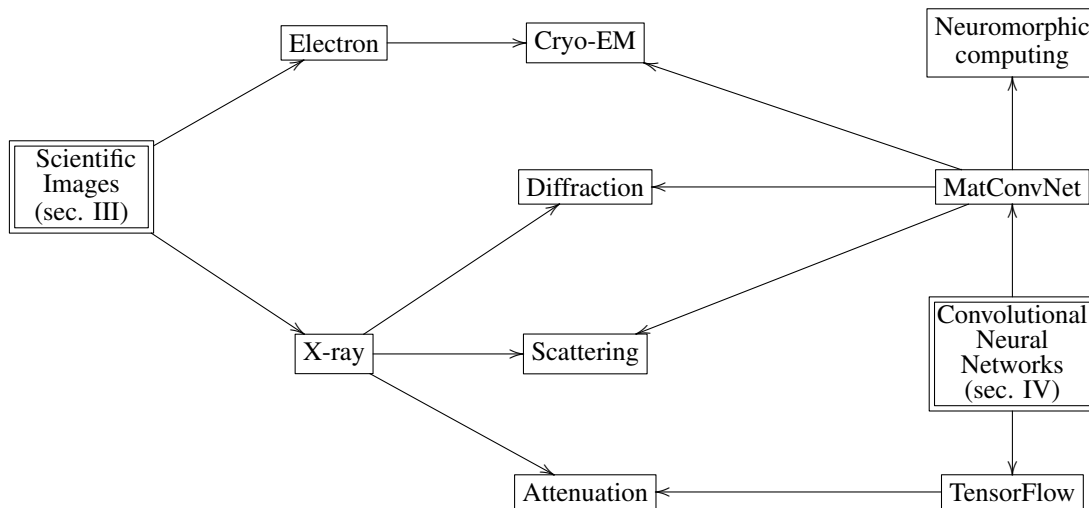 Electron
Cryo-EM
Neuromorphic
computing
Scientific
Images
(sec. III)
Diffraction
MatConvNet
X-ray
Scattering
Convolutional
Neural
Networks
(sec. IV)
Attenuation
TensorFlow